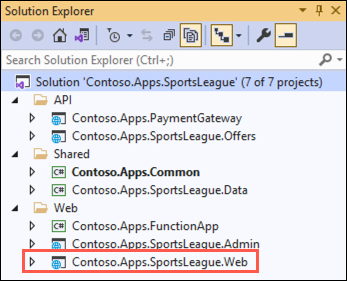 Solution Explorer
Search Solution Explorer (Ctrl+;)
Solution 'Contoso.Apps.SportsLeague' (7 of 7 projects)
API
Contoso.Apps.PaymentGateway
Contoso.Apps.SportsLeague.Offers
Shared
C# Contoso.Apps.Common
C# Contoso.Apps.SportsLeague.Data
Web
C# Contoso.Apps.FunctionApp
Contoso.Apps.SportsLeague.Admin
Contoso.Apps.SportsLeague.Web